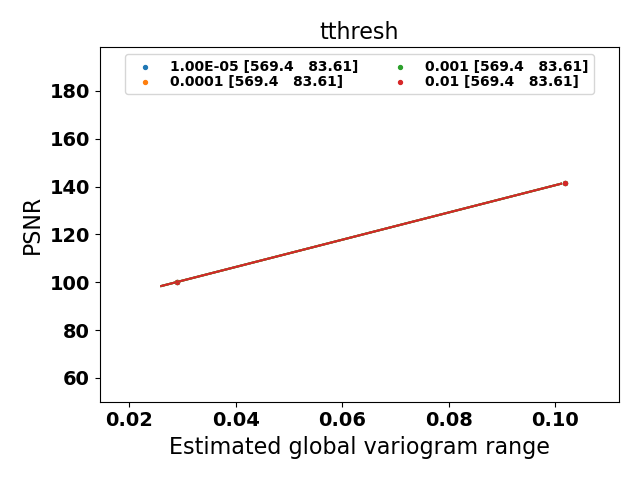 tthresh
1.00E-05 [569.4   83.61]
0.0001 [569.4   83.61]
0.001 [569.4   83.61]
0.01 [569.4   83.61]
PSNR
180
160
140
120
100
80
60
0.02 0.04 0.06 0.08 0.10
Estimated global variogram range